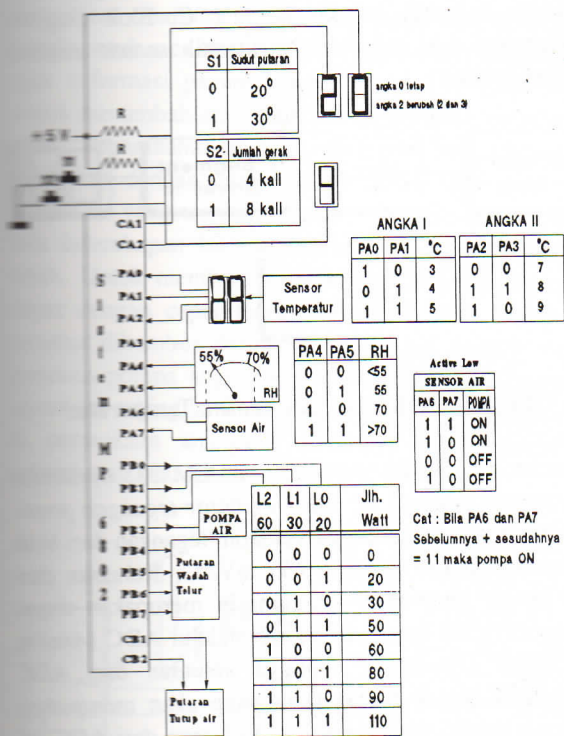 S1 Sudut putaran
0 20⁰
1 30⁰
2 0
angka 0 tetap
angka 2 berubah (2 dan 3)
R
+5V
R
S2 Jumlah gerak
0 4 kali
1 8 kali
4
CA1
CA2
PA0
PA1
PA2
PA3
PA4
PA5
PA6
PA7
PB0
PB1
PB2
PB3
PB4
PB5
PB6
PB7
CB1
CB2
Sistem MP 6802
Sensor
Temperatur
ANGKA I
PA0 PA1 °C
1 0 3
0 1 4
1 1 5
ANGKA II
PA2 PA3 °C
0 0 7
1 1 8
1 0 9
55% 70%
RH
PA4 PA5 RH
0 0 <55
0 1 55
1 0 70
1 1 >70
Sensor Air
Active Low
SENSOR AIR
PA6 PA7 POMPA
1 1 ON
1 0 ON
0 0 OFF
1 0 OFF
Cat : Bila PA6 dan PA7
Sebelumnya + sesudahnya
= 11 maka pompa ON
POMPA
AIR
Putaran
Wadah
Telur
Putaran
Tutup air
L2 L1 L0 Jlh.
60 30 20 Watt
0 0 0 0
0 0 1 20
0 1 0 30
0 1 1 50
1 0 0 60
1 0 1 80
1 1 0 90
1 1 1 110